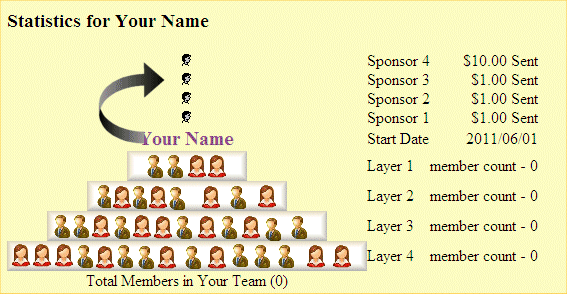 Statistics for Your Name
Sponsor 4 $10.00 Sent
Sponsor 3 $1.00 Sent
Sponsor 2 $1.00 Sent
Sponsor 1 $1.00 Sent
Your Name
Start Date 2011/06/01
Layer 1 member count - 0
Layer 2 member count - 0
Layer 3 member count - 0
Layer 4 member count - 0
Total Members in Your Team (0)